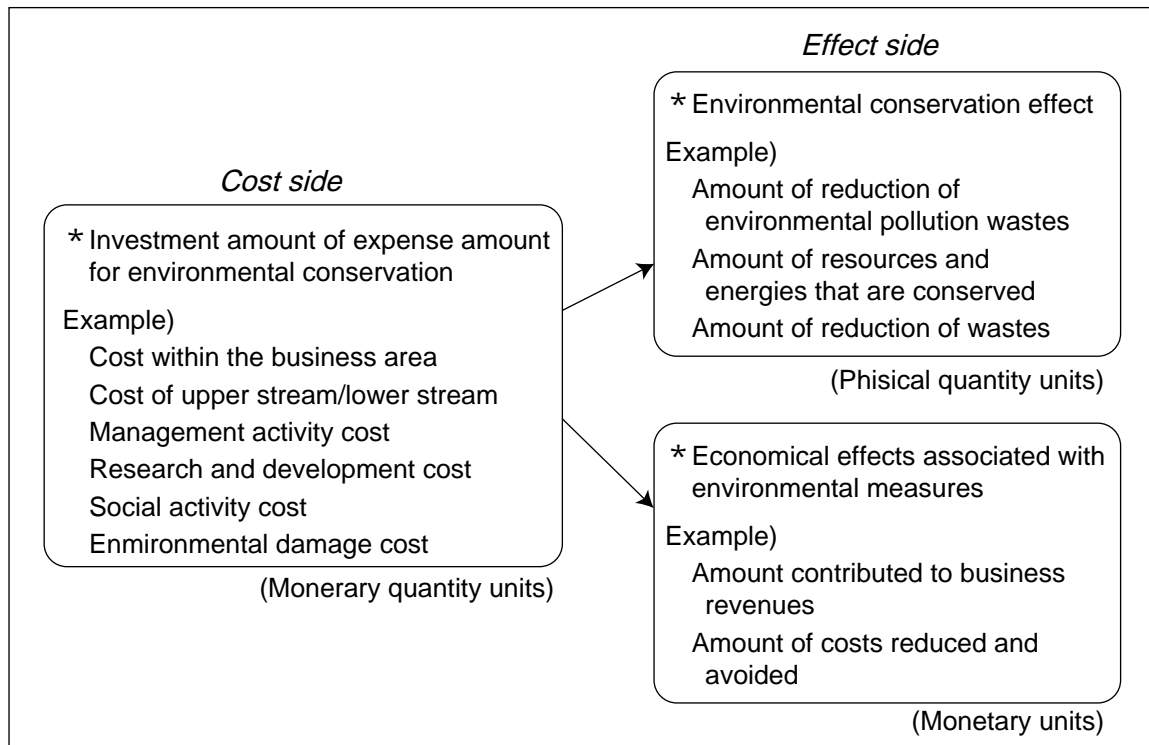 Cost side
* Investment amount of expense amount
for environmental conservation
Example)
Cost within the business area
Cost of upper stream/lower stream
Management activity cost
Research and development cost
Social activity cost
Enmironmental damage cost
(Monerary quantity units)
Effect side
* Environmental conservation effect
Example)
Amount of reduction of
environmental pollution wastes
Amount of resources and
energies that are conserved
Amount of reduction of wastes
(Phisical quantity units)
* Economical effects associated with
environmental measures
Example)
Amount contributed to business
revenues
Amount of costs reduced and
avoided
(Monetary units)